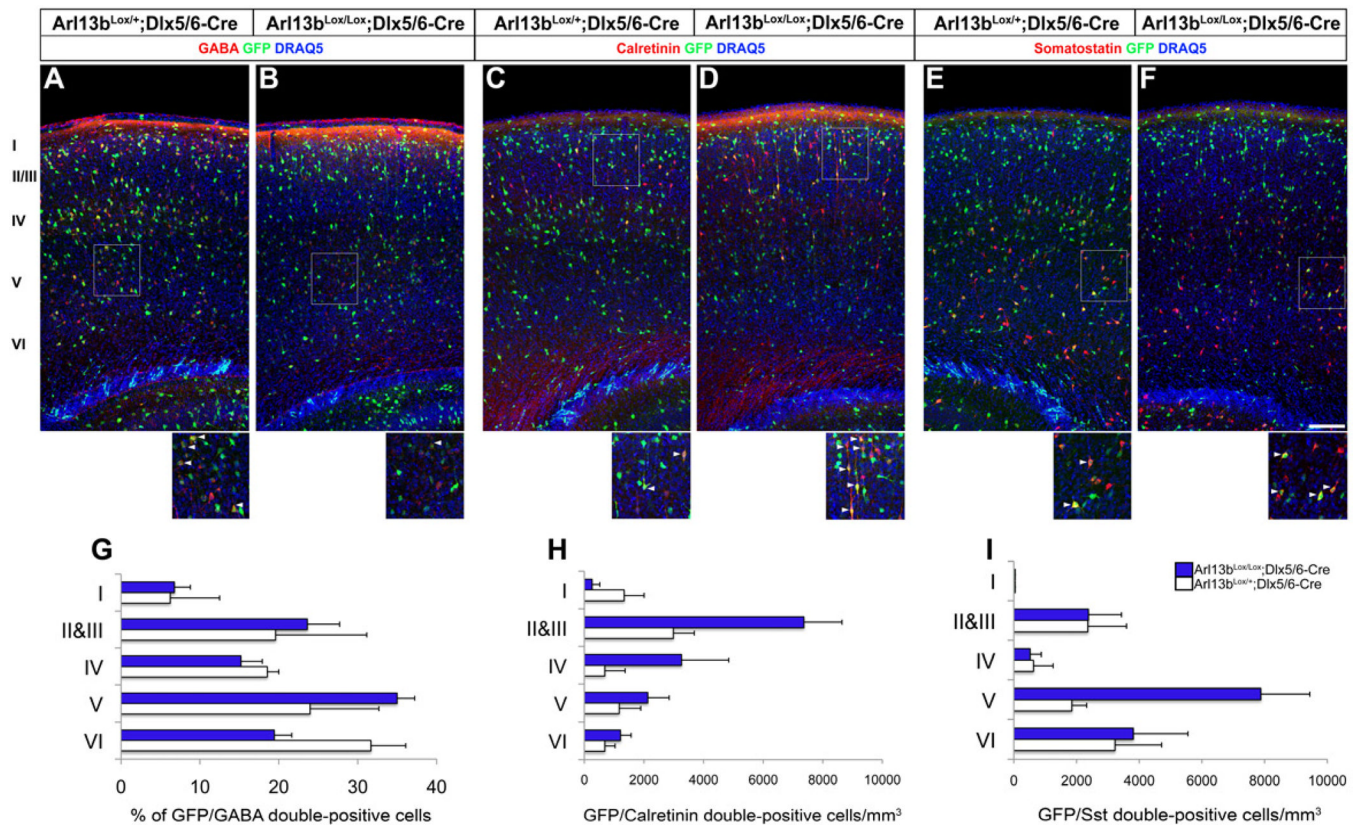 Arl13bLox/+;Dlx5/6-Cre Arl13bLox/Lox;Dlx5/6-Cre Arl13bLox/+;Dlx5/6-Cre Arl13bLox/Lox;Dlx5/6-Cre Arl13bLox/+;Dlx5/6-Cre Arl13bLox/Lox;Dlx5/6-Cre
GABA GFP DRAQ5 Calretinin GFP DRAQ5 Somatostatin GFP DRAQ5
A B C D E F
I
II/III
IV
V
VI
G
I
II&III
IV
V
VI
0 10 20 30 40
% of GFP/GABA double-positive cells
H
I
II&III
IV
V
VI
0 2000 4000 6000 8000 10000
GFP/Calretinin double-positive cells/mm³
I
Arl13bLox/Lox;Dlx5/6-Cre
Arl13bLox/+;Dlx5/6-Cre
I
II&III
IV
V
VI
0 2000 4000 6000 8000 10000
GFP/Sst double-positive cells/mm³